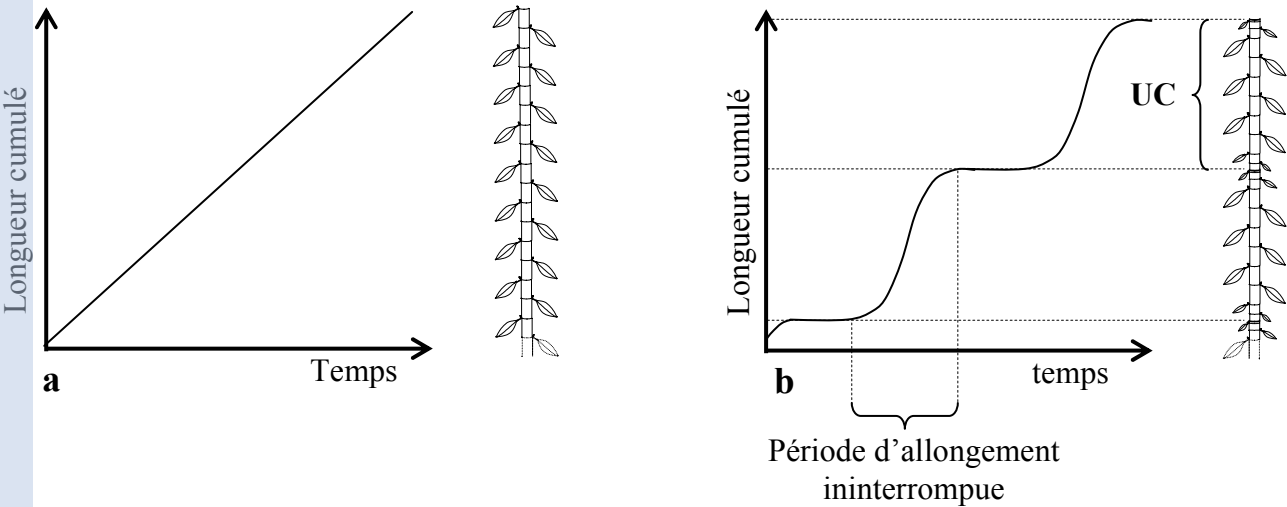 Longueur cumulé
Temps
a
Longueur cumulé
UC
temps
b
Période d’allongement
ininterrompue